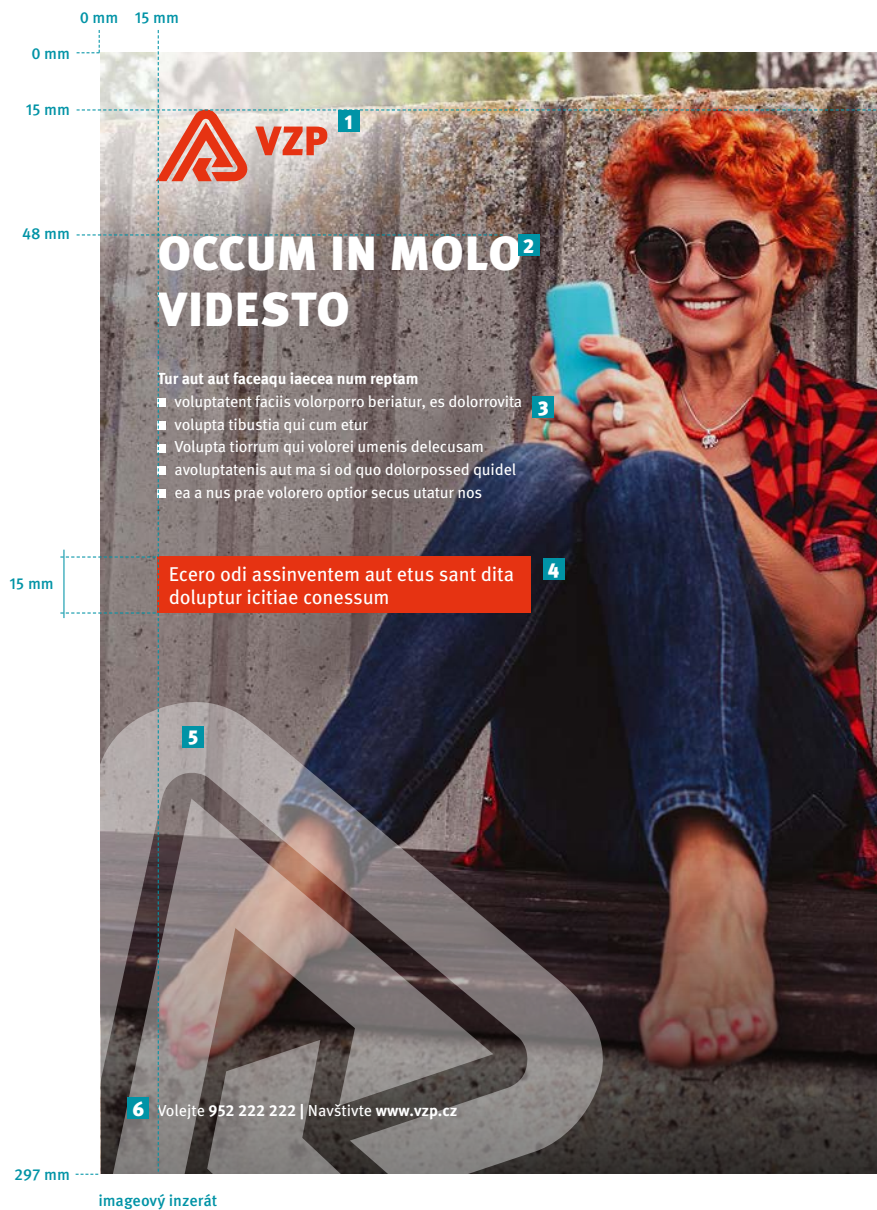 0 mm 15 mm
0 mm
15 mm
VZP
1
48 mm
OCCUM IN MOLO
2
VIDESTO
Tur aut aut faceaqu iaecea num reptam
voluptatent faciis volorporro beriatur, es dolorrovita
3
volupta tibustia qui cum etur
Volupta tiorrum qui volorei umenis delecusam
avoluptatenis aut ma si od quo dolorpossed quidel
ea a nus prae volorero optior secus utatur nos
15 mm
Ecero odi assinventem aut etus sant dita
4
doluptur icitiae conessum
5
6 Volejte 952 222 222 | Navštivte www.vzp.cz
297 mm
imageový inzerát